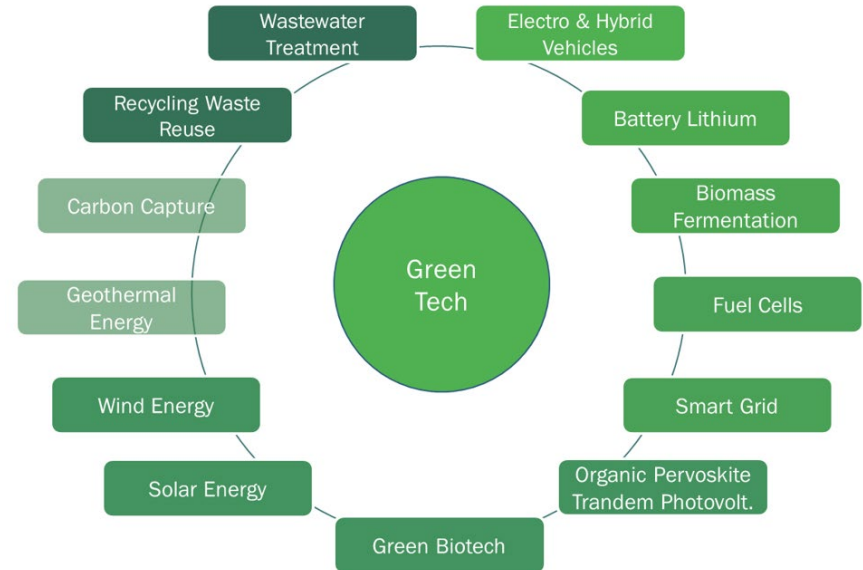 Wastewater
Treatment
Electro & Hybrid
Vehicles
Recycling Waste
Reuse
Battery Lithium
Carbon Capture
Biomass
Fermentation
Green
Tech
Geothermal
Energy
Fuel Cells
Wind Energy
Smart Grid
Solar Energy
Organic Pervoskite
Trandem Photovolt.
Green Biotech